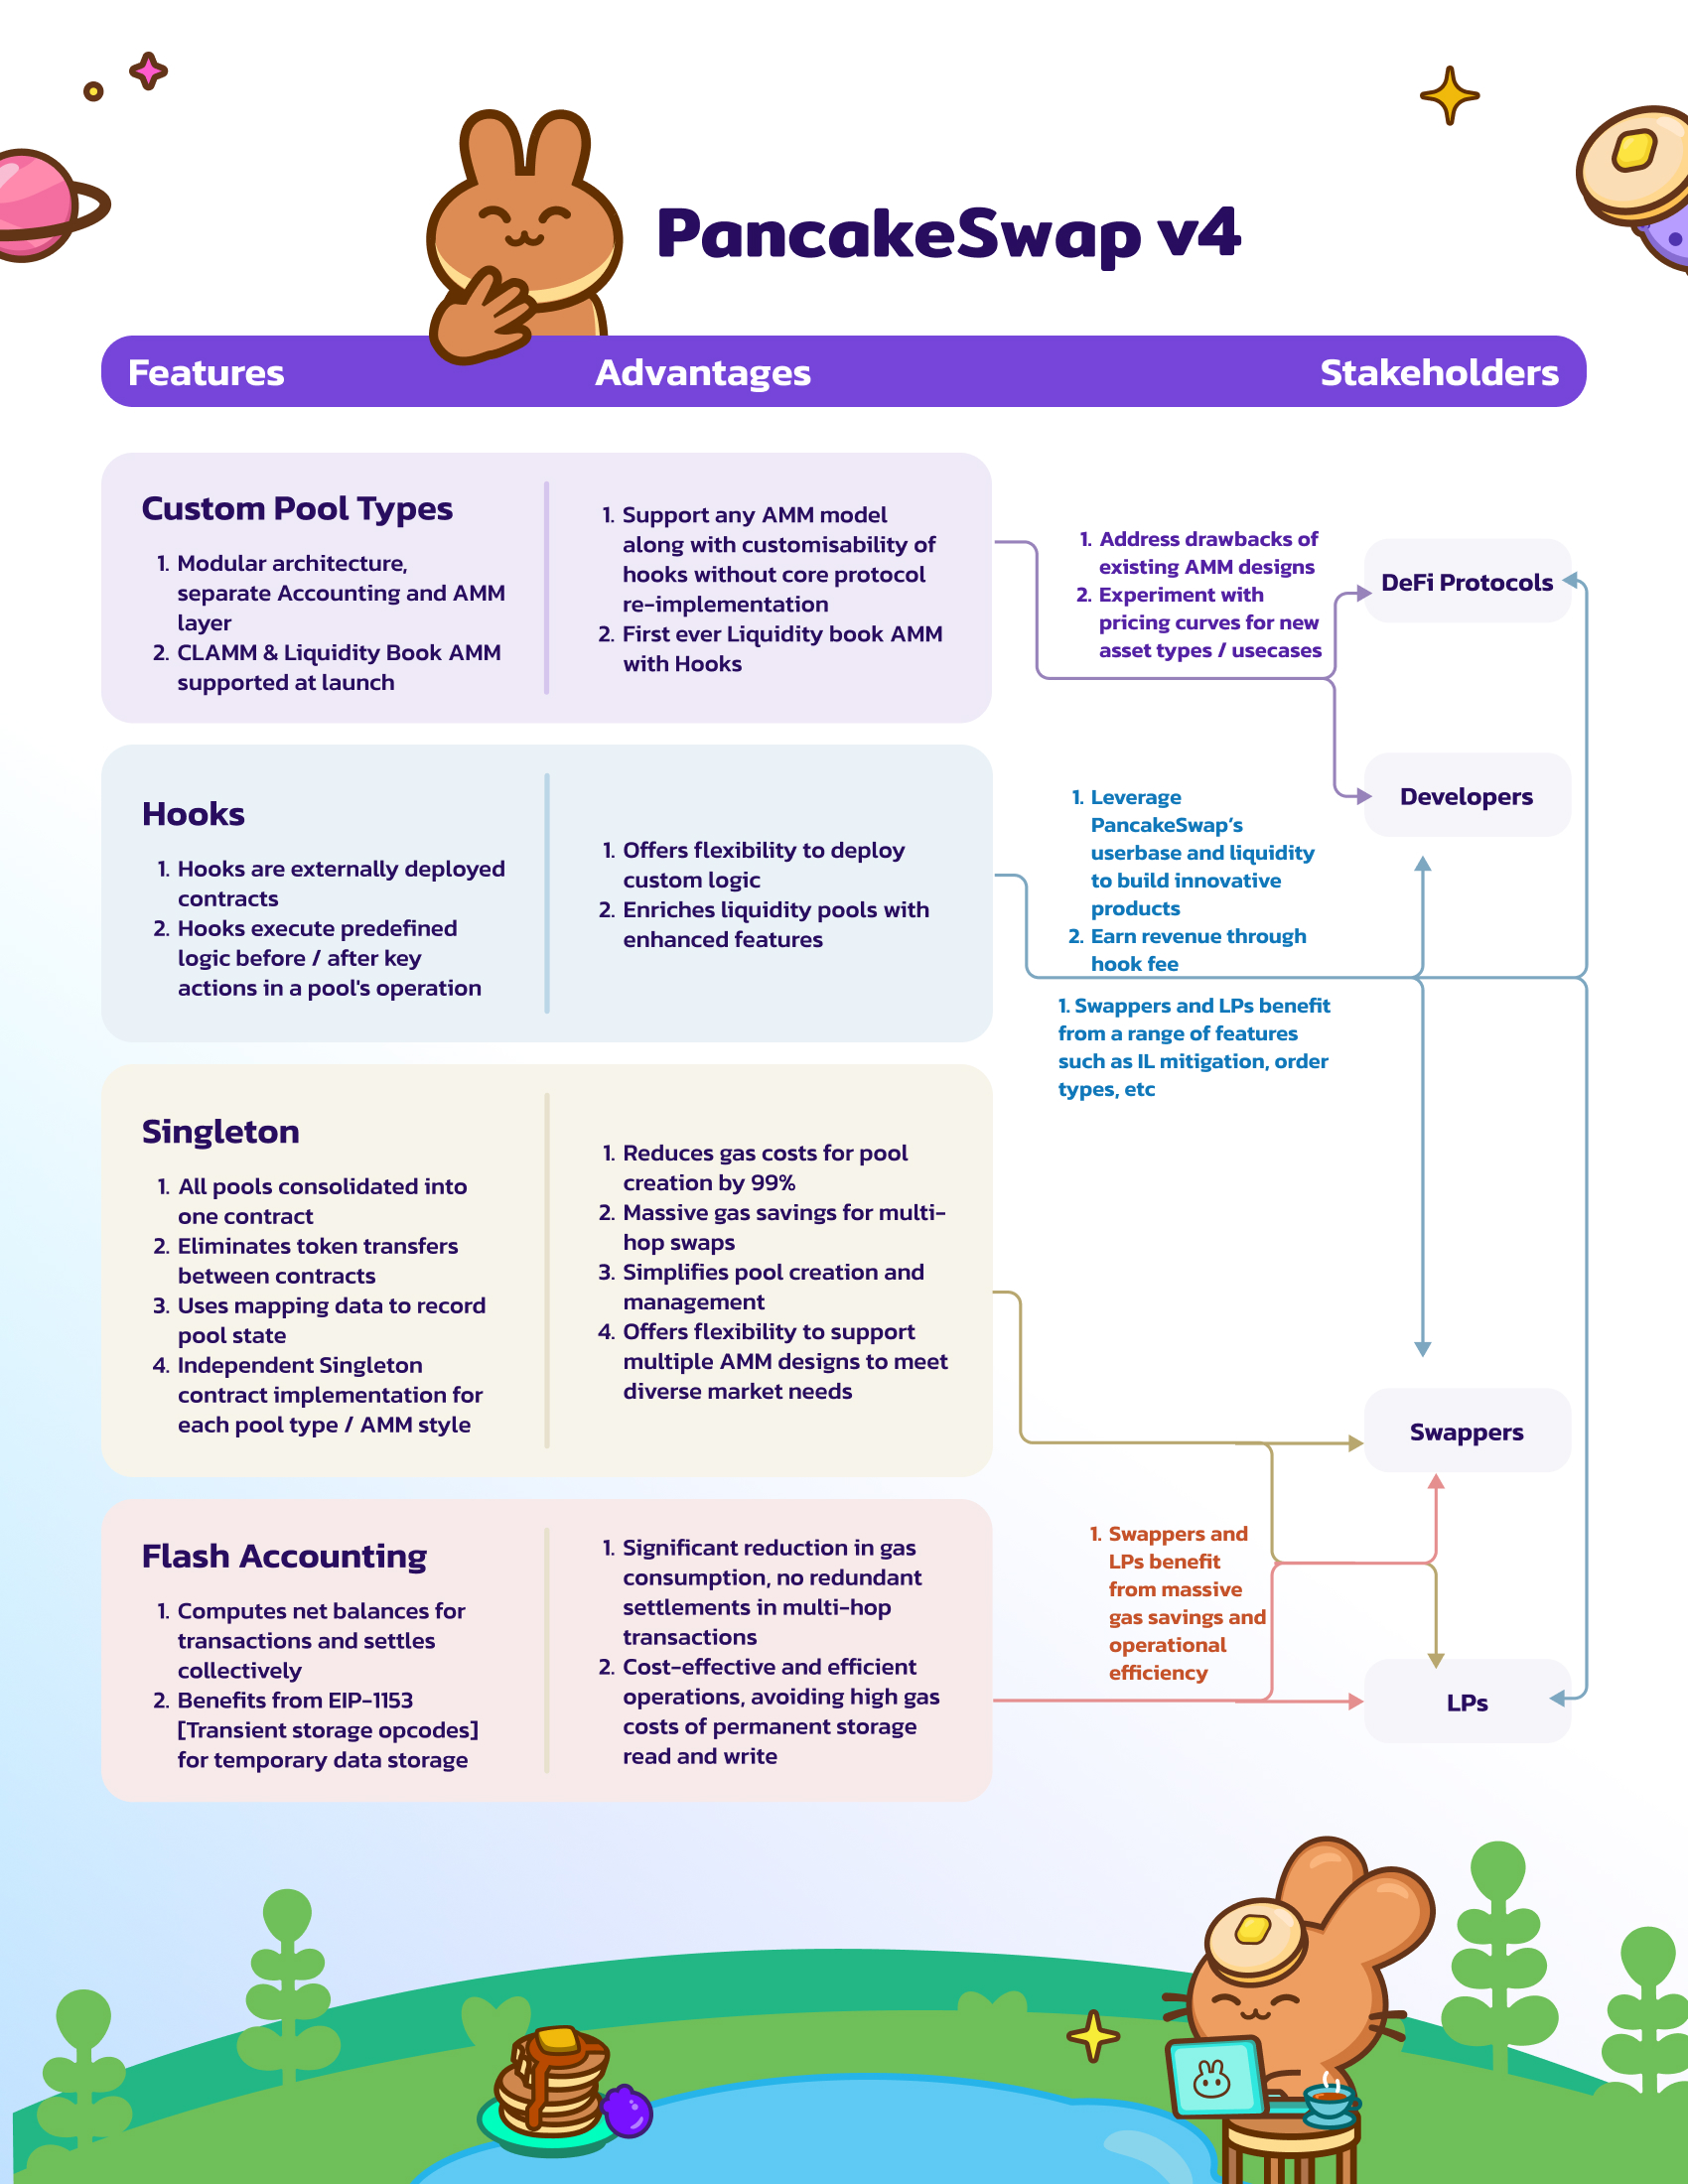 PancakeSwap v4
Features
Advantages
Stakeholders
Custom Pool Types
1. Modular architecture,
separate Accounting and AMM
layer
2. CLAMM & Liquidity Book AMM
supported at launch
1. Support any AMM model
along with customisability of
hooks without core protocol
re-implementation
2. First ever Liquidity book AMM
with Hooks
1. Address drawbacks of
existing AMM designs
2. Experiment with
pricing curves for new
asset types / usecases
DeFi Protocols
Developers
Hooks
1. Hooks are externally deployed
contracts
2. Hooks execute predefined
logic before / after key
actions in a pool's operation
1. Offers flexibility to deploy
custom logic
2. Enriches liquidity pools with
enhanced features
1. Leverage
PancakeSwap’s
userbase and liquidity
to build innovative
products
2. Earn revenue through
hook fee
1. Swappers and LPs benefit
from a range of features
such as IL mitigation, order
types, etc
Singleton
1. All pools consolidated into
one contract
2. Eliminates token transfers
between contracts
3. Uses mapping data to record
pool state
4. Independent Singleton
contract implementation for
each pool type / AMM style
1. Reduces gas costs for pool
creation by 99%
2. Massive gas savings for multi-
hop swaps
3. Simplifies pool creation and
management
4. Offers flexibility to support
multiple AMM designs to meet
diverse market needs
Swappers
Flash Accounting
1. Computes net balances for
transactions and settles
collectively
2. Benefits from EIP-1153
[Transient storage opcodes]
for temporary data storage
1. Significant reduction in gas
consumption, no redundant
settlements in multi-hop
transactions
2. Cost-effective and efficient
operations, avoiding high gas
costs of permanent storage
read and write
1. Swappers and
LPs benefit
from massive
gas savings and
operational
efficiency
LPs